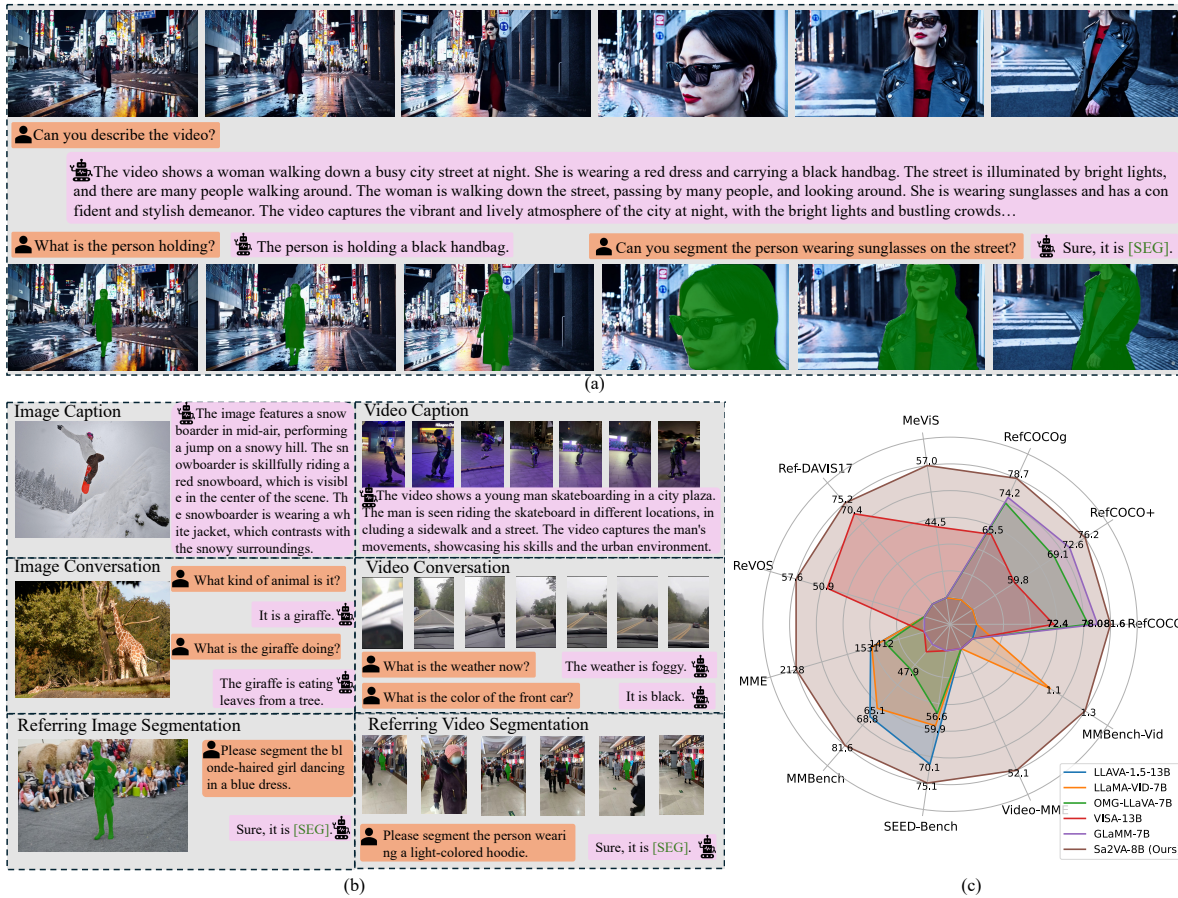 Can you describe the video?
The video shows a woman walking down a busy city street at night. She is wearing a red dress and carrying a black handbag. The street is illuminated by bright lights,
and there are many people walking around. The woman is walking down the street, passing by many people, and looking around. She is wearing sunglasses and has a con
fident and stylish demeanor. The video captures the vibrant and lively atmosphere of the city at night, with the bright lights and bustling crowds…
What is the person holding?
The person is holding a black handbag.
Can you segment the person wearing sunglasses on the street?
Sure, it is [SEG].
(a)
Image Caption
The image features a snow
boarder in mid-air, performing
a jump on a snowy hill. The sn
owboarder is skillfully riding a
red snowboard, which is visibl
e in the center of the scene. Th
e snowboarder is wearing a wh
ite jacket, which contrasts with
the snowy surroundings.
Video Caption
The video shows a young man skateboarding in a city plaza.
The man is seen riding the skateboard in different locations, in
cluding a sidewalk and a street. The video captures the man's
movements, showcasing his skills and the urban environment.
Image Conversation
What kind of animal is it?
It is a giraffe.
What is the giraffe doing?
The giraffe is eating
leaves from a tree.
Video Conversation
What is the weather now?
The weather is foggy.
What is the color of the front car?
It is black.
Referring Image Segmentation
Please segment the bl
onde-haired girl dancing
in a blue dress.
Sure, it is [SEG].
Referring Video Segmentation
Please segment the person weari
ng a light-colored hoodie.
Sure, it is [SEG].
(b)
MeViS
57.0
44.5
RefCOCOg
78.7
74.2
65.5
RefCOCO+
76.2
72.6
69.1
59.8
RefCOCO
72.4
78.0
81.6
Ref-DAVIS17
75.2
70.4
ReVOS
57.6
50.9
MME
2128
1531
1412
47.9
MMBench
81.6
68.8
65.1
SEED-Bench
75.1
70.1
59.9
56.6
Video-MME
52.1
MMBench-Vid
1.3
1.1
LLAVA-1.5-13B
LLaMA-VID-7B
OMG-LLaVA-7B
VISA-13B
GLaMM-7B
Sa2VA-8B (Ours
(c)